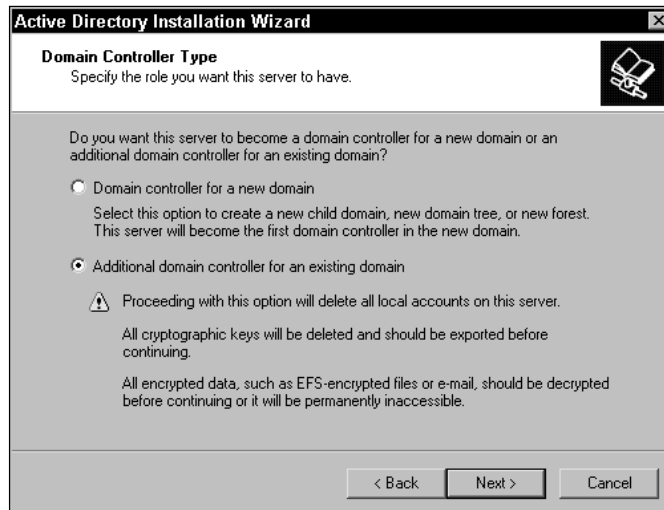 Active Directory Installation Wizard
Domain Controller Type
Specify the role you want this server to have.
Do you want this server to become a domain controller for a new domain or an
additional domain controller for an existing domain?
Domain controller for a new domain
Select this option to create a new child domain, new domain tree, or new forest.
This server will become the first domain controller in the new domain.
Additional domain controller for an existing domain
Proceeding with this option will delete all local accounts on this server.
All cryptographic keys will be deleted and should be exported before
continuing.
All encrypted data, such as EFS-encrypted files or e-mail, should be decrypted
before continuing or it will be permanently inaccessible.
< Back Next > Cancel